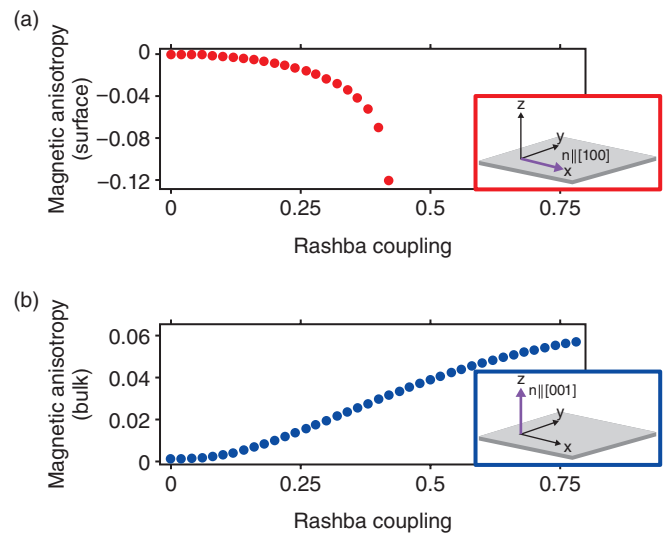 (a)
Magnetic anisotropy
(surface)
0
−0.04
−0.08
−0.12
0
0.25
0.5
0.75
Rashba coupling
z
y
n||[100]
x
(b)
Magnetic anisotropy
(bulk)
0.06
0.04
0.02
0
0
0.25
0.5
0.75
Rashba coupling
z
n||[001]
y
x